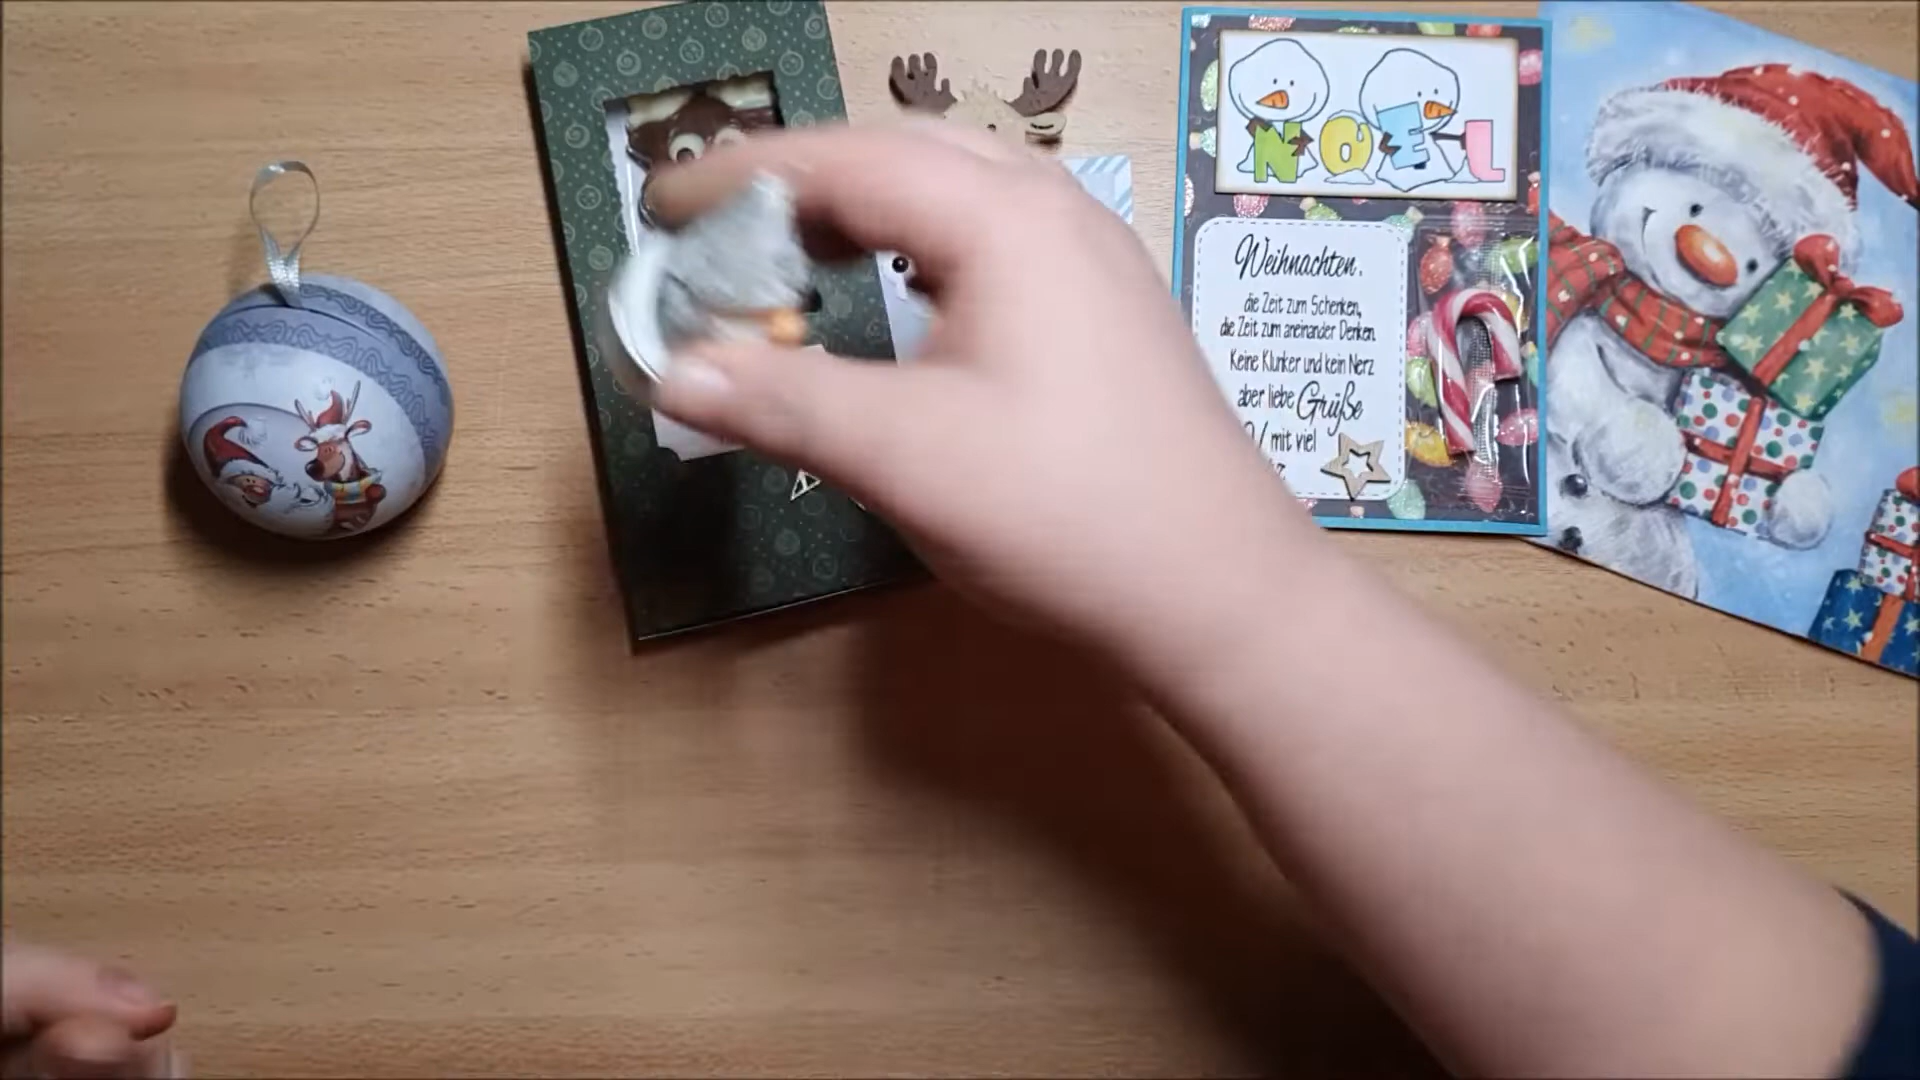 NOEL
Weihnachten,
die Zeit zum Schenken,
die Zeit zum aneinander Denken.
Keine Klunker und kein Nerz
aber liebe Grüße
mit viel